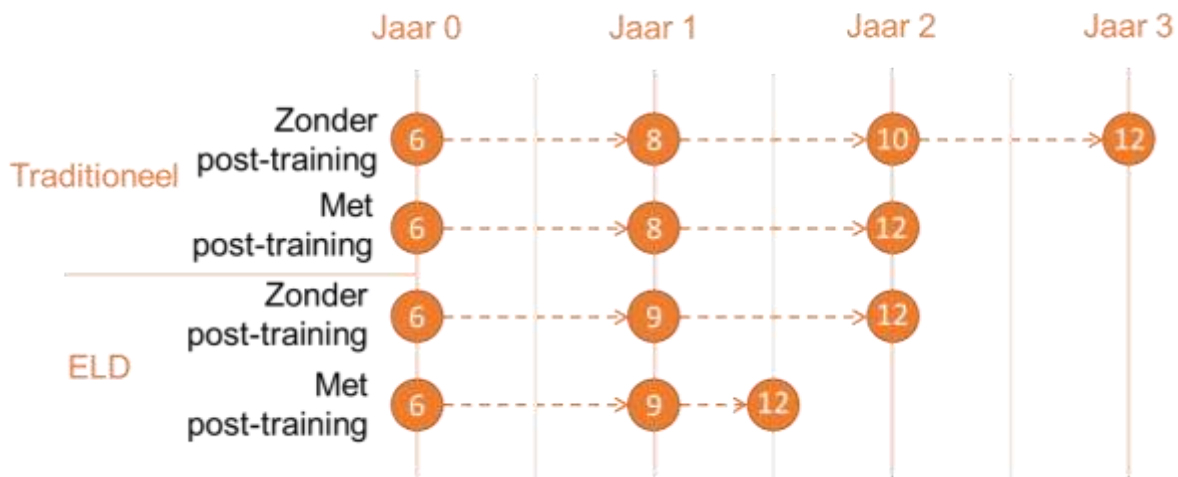 Jaar 0 Jaar 1 Jaar 2 Jaar 3
Traditioneel
Zonder
post-training
6 8 10 12
Met
post-training
6 8 12
ELD
Zonder
post-training
6 9 12
Met
post-training
6 9 12